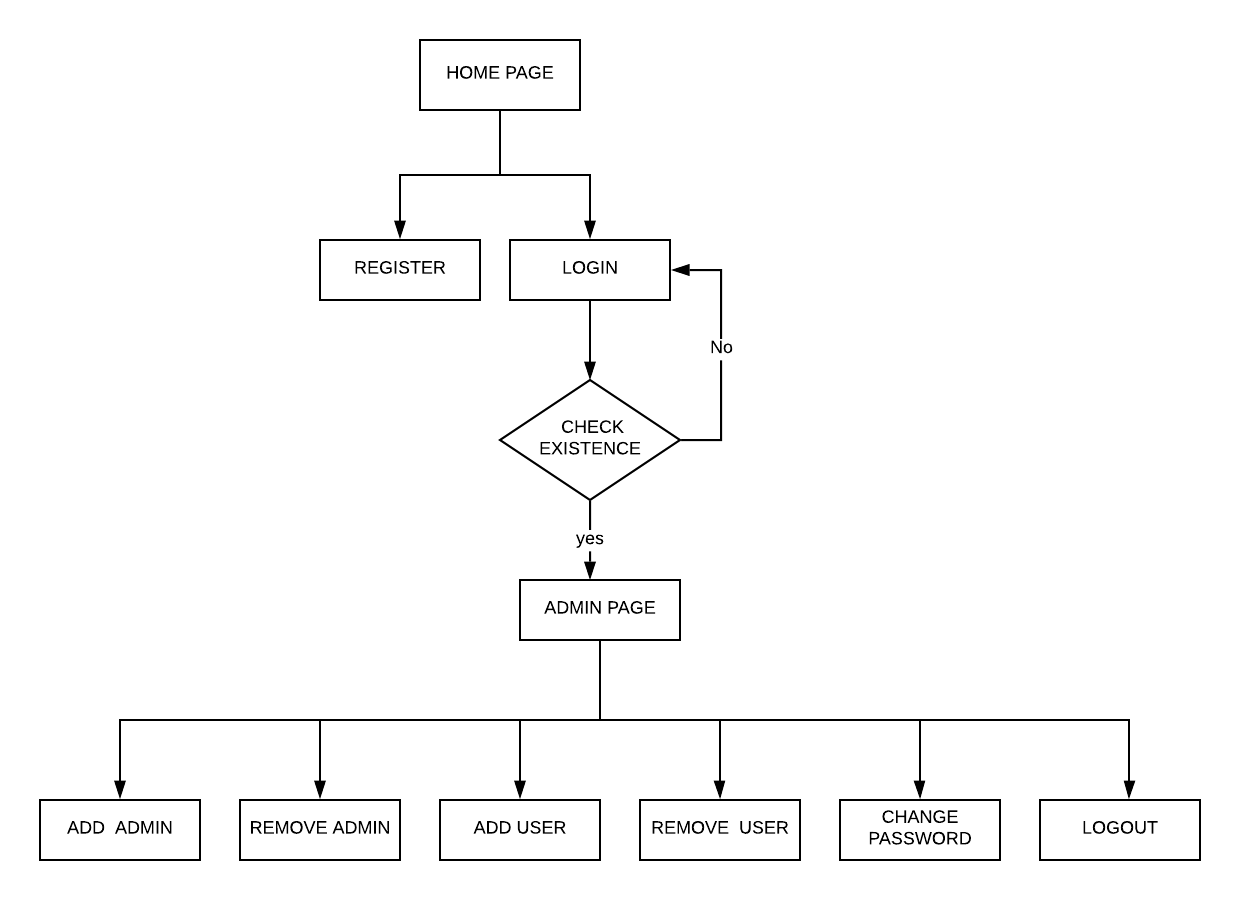 HOME PAGE
REGISTER
LOGIN
No
CHECK
EXISTENCE
yes
ADMIN PAGE
ADD  ADMIN
REMOVE ADMIN
ADD USER
REMOVE  USER
CHANGE
PASSWORD
LOGOUT